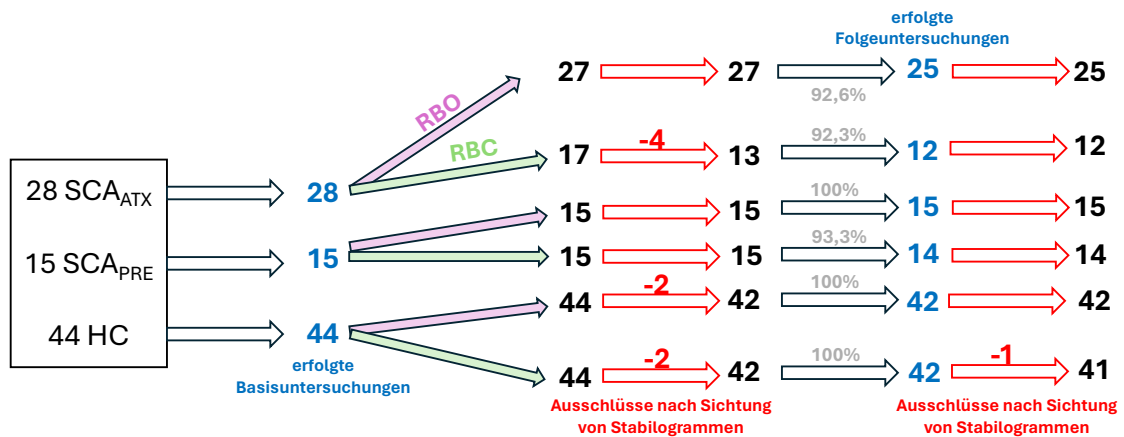 erfolgte
Folgeuntersuchungen
RBO 27 27 92,6% 25 25
RBC 17 -4 13 92,3% 12 12
28 SCA_ATX 28
15 15 100% 15 15
15 SCA_PRE 15
15 15 93,3% 14 14
44 -2 42 100% 42 42
44 HC 44
erfolgte
Basisuntersuchungen
44 -2 42 100% 42 -1 41
Ausschlüsse nach Sichtung
von Stabilogrammen
Ausschlüsse nach Sichtung
von Stabilogrammen